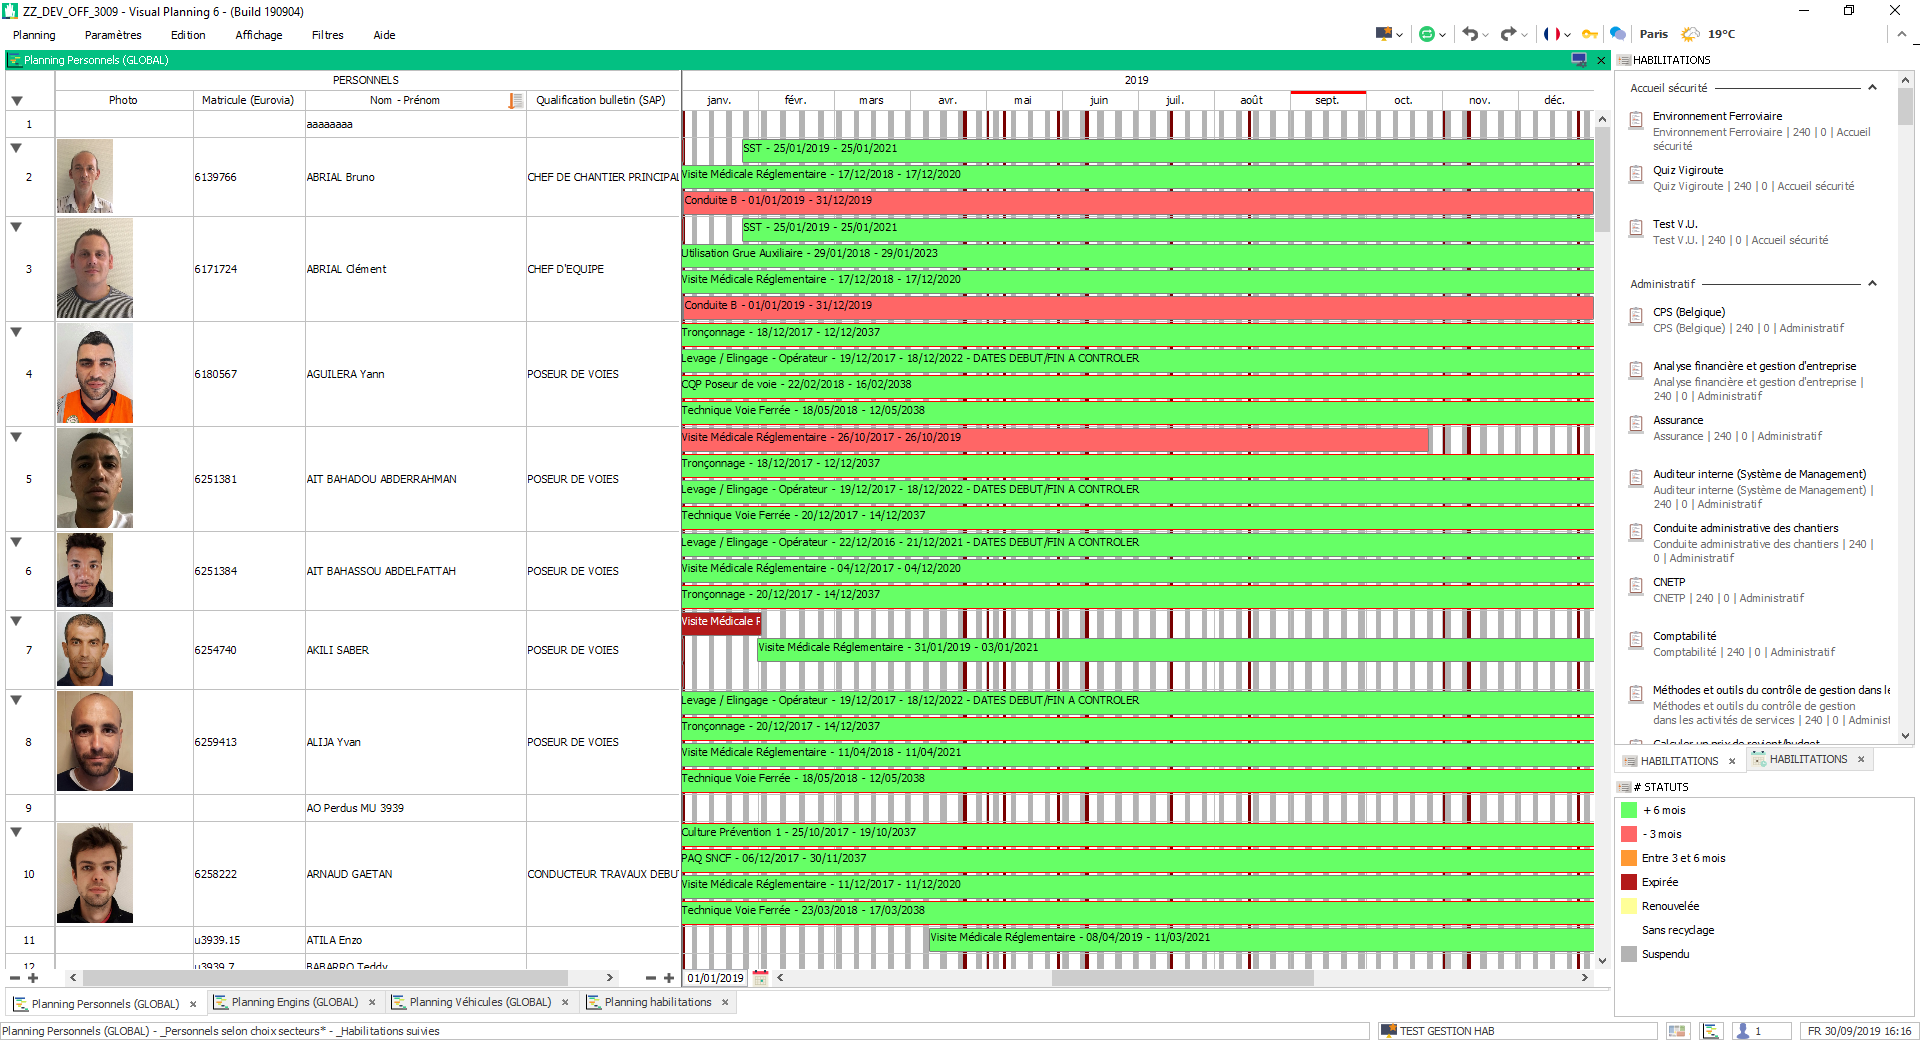 ZZ_DEV_OFF_3009 - Visual Planning 6 - (Build 190904)
Planning Paramètres Edition Affichage Filtres Aide
Paris 19°C
Planning Personnels (GLOBAL)
PERSONNELS
Photo Matricule (Eurovia) Nom - Prénom Qualification bulletin (SAP)
2019
janv. févr. mars avr. mai juin juil. août sept. oct. nov. déc.
1 aaaaaaaa
2 6139766 ABRIAL Bruno CHEF DE CHANTIER PRINCIPAL
SST - 25/01/2019 - 25/01/2021
Visite Médicale Réglementaire - 17/12/2018 - 17/12/2020
Conduite B - 01/01/2019 - 31/12/2019
3 6171724 ABRIAL Clément CHEF D'EQUIPE
SST - 25/01/2019 - 25/01/2021
Utilisation Grue Auxiliaire - 29/01/2018 - 29/01/2023
Visite Médicale Réglementaire - 17/12/2018 - 17/12/2020
Conduite B - 01/01/2019 - 31/12/2019
4 6180567 AGUILERA Yann POSEUR DE VOIES
Tronçonnage - 18/12/2017 - 12/12/2037
Levage / Elingage - Opérateur - 19/12/2017 - 18/12/2022 - DATES DEBUT/FIN A CONTROLER
CQP Poseur de voie - 22/02/2018 - 16/02/2038
Technique Voie Ferrée - 18/05/2018 - 12/05/2038
5 6251381 AIT BAHADOU ABDERRAHMAN POSEUR DE VOIES
Visite Médicale Réglementaire - 26/10/2017 - 26/10/2019
Tronçonnage - 18/12/2017 - 12/12/2037
Levage / Elingage - Opérateur - 19/12/2017 - 18/12/2022 - DATES DEBUT/FIN A CONTROLER
Technique Voie Ferrée - 20/12/2017 - 14/12/2037
6 6251384 AIT BAHASSOU ABDELFATTAH POSEUR DE VOIES
Levage / Elingage - Opérateur - 22/12/2016 - 21/12/2021 - DATES DEBUT/FIN A CONTROLER
Visite Médicale Réglementaire - 04/12/2017 - 04/12/2020
Tronçonnage - 20/12/2017 - 14/12/2037
7 6254740 AKILI SABER POSEUR DE VOIES
Visite Médicale
Visite Médicale Réglementaire - 31/01/2019 - 03/01/2021
8 6259413 ALIJA Yvan POSEUR DE VOIES
Levage / Elingage - Opérateur - 19/12/2017 - 18/12/2022 - DATES DEBUT/FIN A CONTROLER
Tronçonnage - 20/12/2017 - 14/12/2037
Visite Médicale Réglementaire - 11/04/2018 - 11/04/2021
Technique Voie Ferrée - 18/05/2018 - 12/05/2038
9 AO Perdus MU 3939
10 6258222 ARNAUD GAETAN CONDUCTEUR TRAVAUX DEBU
Culture Prévention 1 - 25/10/2017 - 19/10/2037
PAQ SNCF - 06/12/2017 - 30/11/2037
Visite Médicale Réglementaire - 11/12/2017 - 11/12/2020
Technique Voie Ferrée - 23/03/2018 - 17/03/2038
11 u3939.15 ATILA Enzo
Visite Médicale Réglementaire - 08/04/2019 - 11/03/2021
12 u3939.7 BABARRO Teddy
01/01/2019
Planning Personnels (GLOBAL) Planning Engins (GLOBAL) Planning Véhicules (GLOBAL) Planning habilitations
Planning Personnels (GLOBAL) - _Personnels selon choix secteurs* - _Habilitations suivies
TEST GESTION HAB
1
FR 30/09/2019 16:16
HABILITATIONS
Accueil sécurité
Environnement Ferroviaire
Environnement Ferroviaire | 240 | 0 | Accueil
sécurité
Quiz Vigiroute
Quiz Vigiroute | 240 | 0 | Accueil sécurité
Test V.U.
Test V.U. | 240 | 0 | Accueil sécurité
Administratif
CPS (Belgique)
CPS (Belgique) | 240 | 0 | Administratif
Analyse financière et gestion d'entreprise
Analyse financière et gestion d'entreprise |
240 | 0 | Administratif
Assurance
Assurance | 240 | 0 | Administratif
Auditeur interne (Système de Management)
Auditeur interne (Système de Management) |
240 | 0 | Administratif
Conduite administrative des chantiers
Conduite administrative des chantiers | 240 |
0 | Administratif
CNETP
CNETP | 240 | 0 | Administratif
Comptabilité
Comptabilité | 240 | 0 | Administratif
Méthodes et outils du contrôle de gestion dans le
Méthodes et outils du contrôle de gestion
dans les activités de services | 240 | 0 | Administ
Calculer un prix de revient/budget
HABILITATIONS HABILITATIONS
# STATUTS
+ 6 mois
- 3 mois
Entre 3 et 6 mois
Expirée
Renouvelée
Sans recyclage
Suspendu